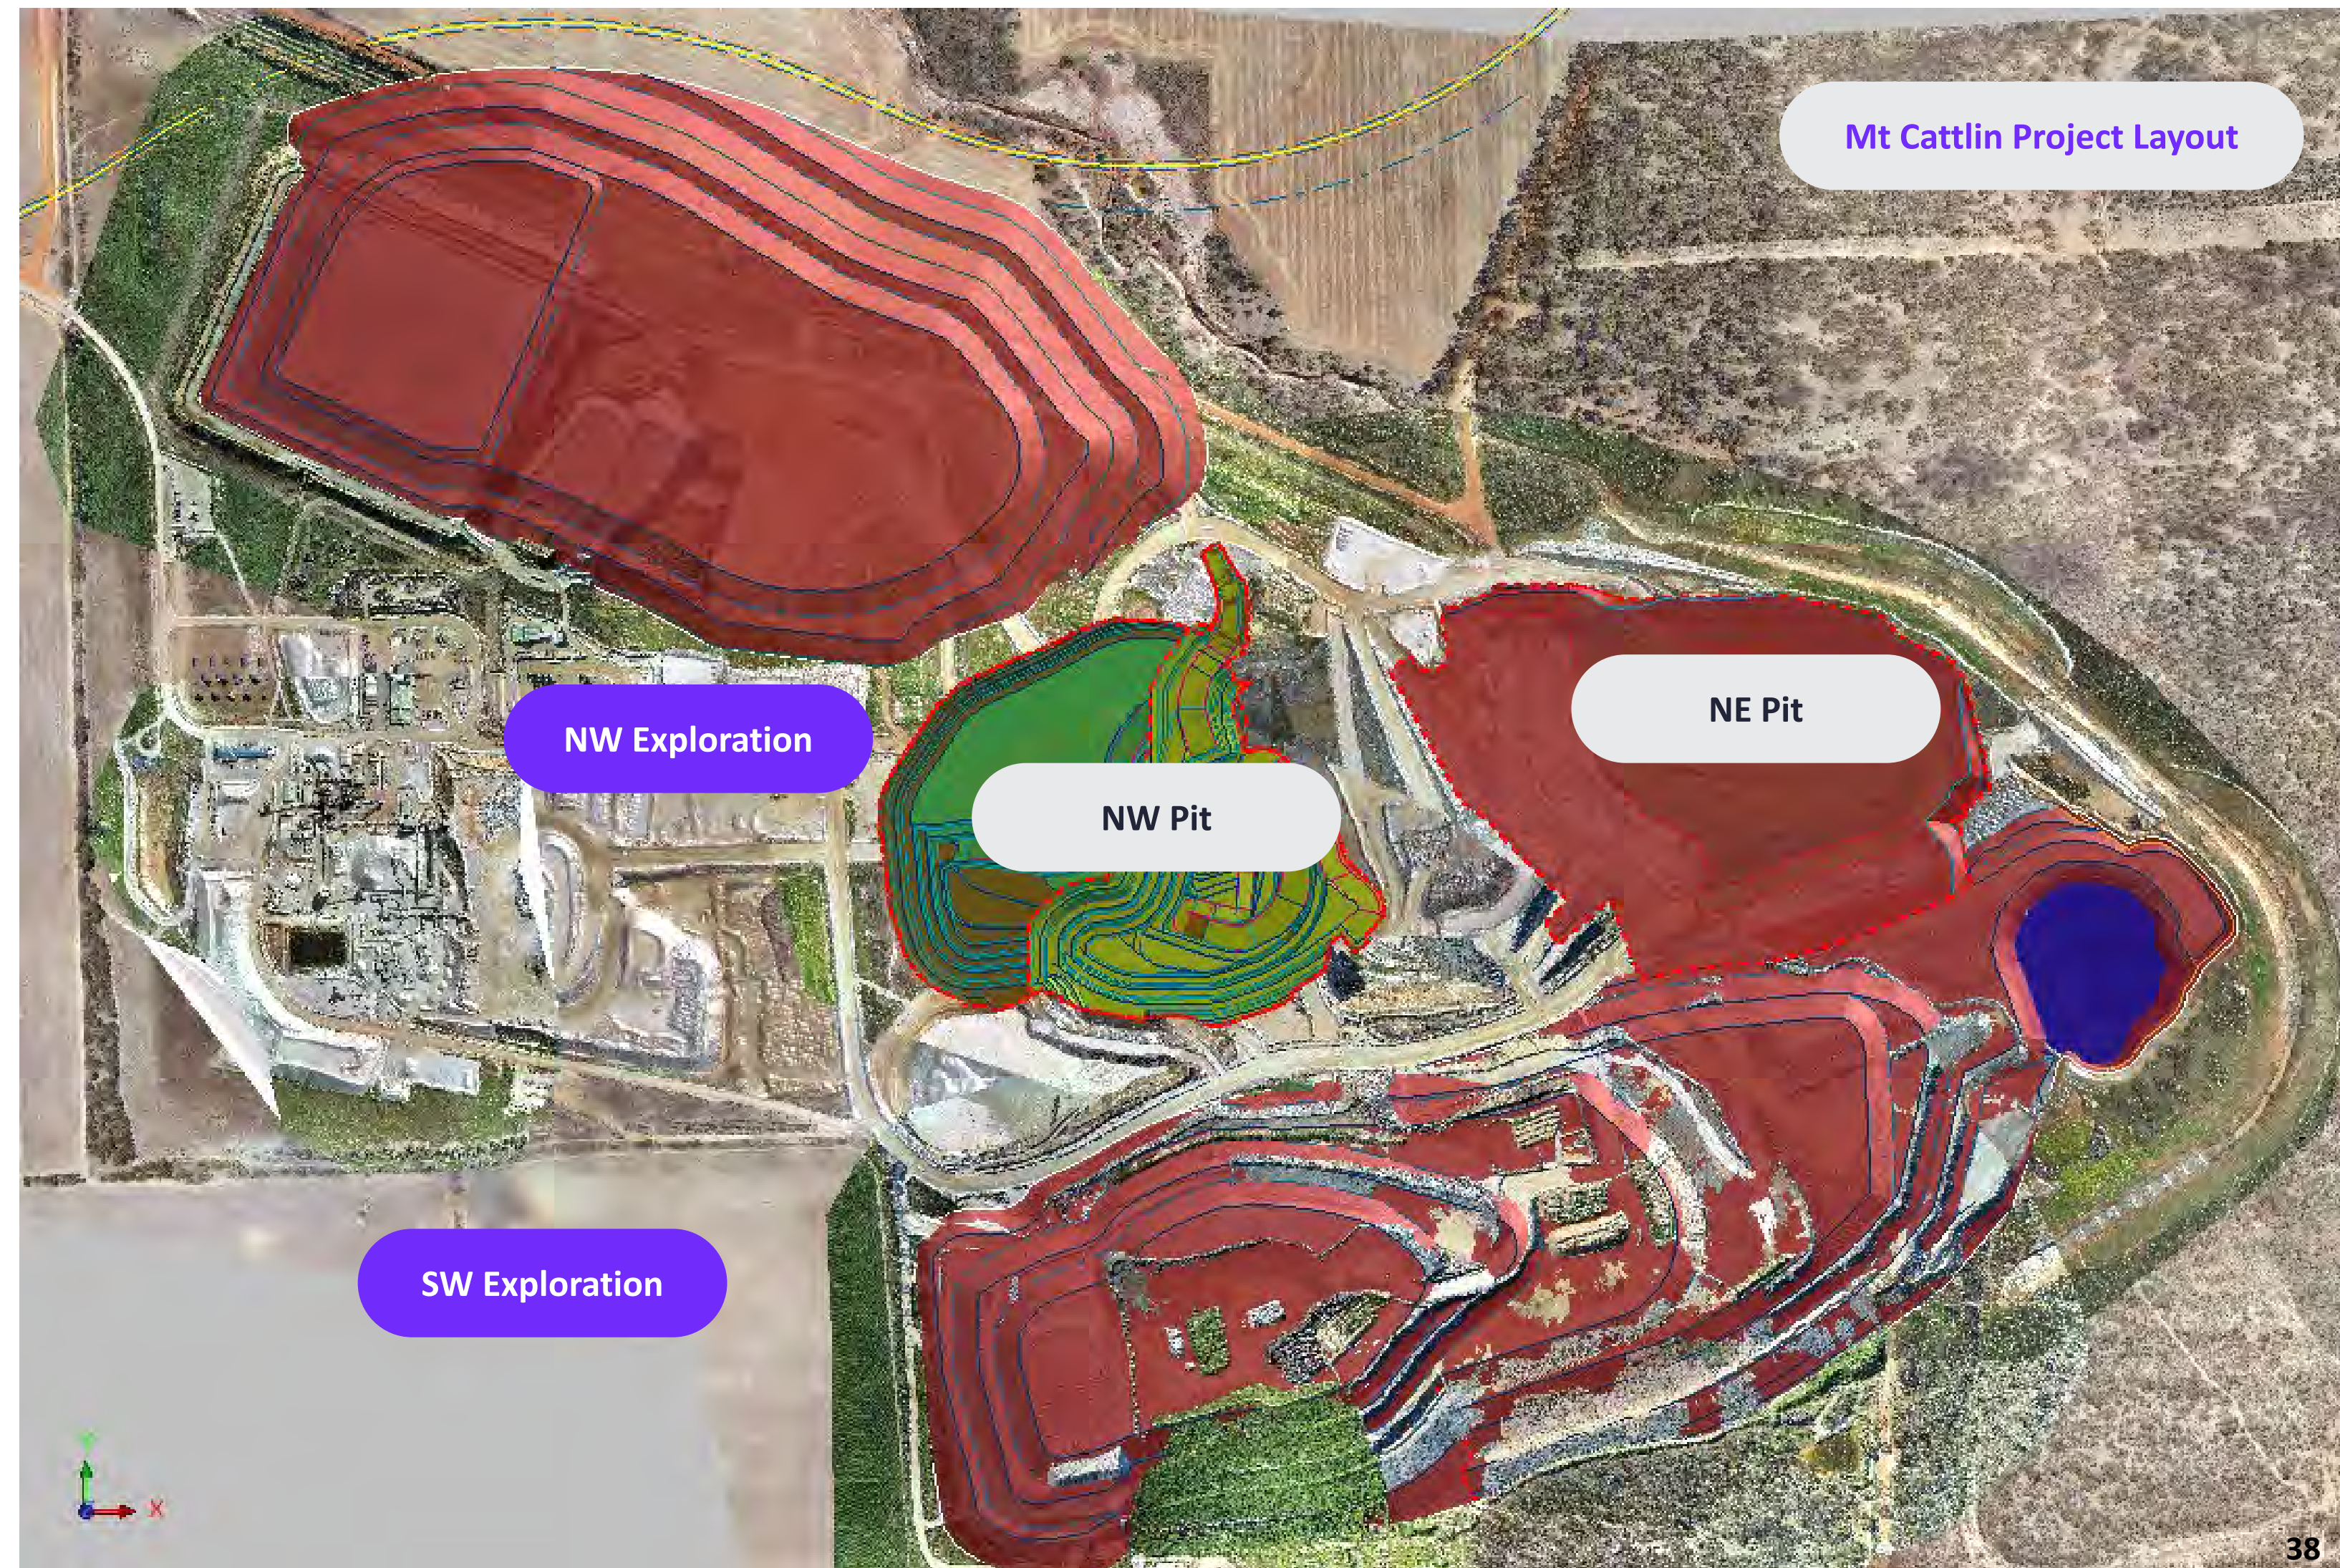 Mt Cattlin Project Layout
NE Pit
NW Exploration
NW Pit
SW Exploration
Y
X
38